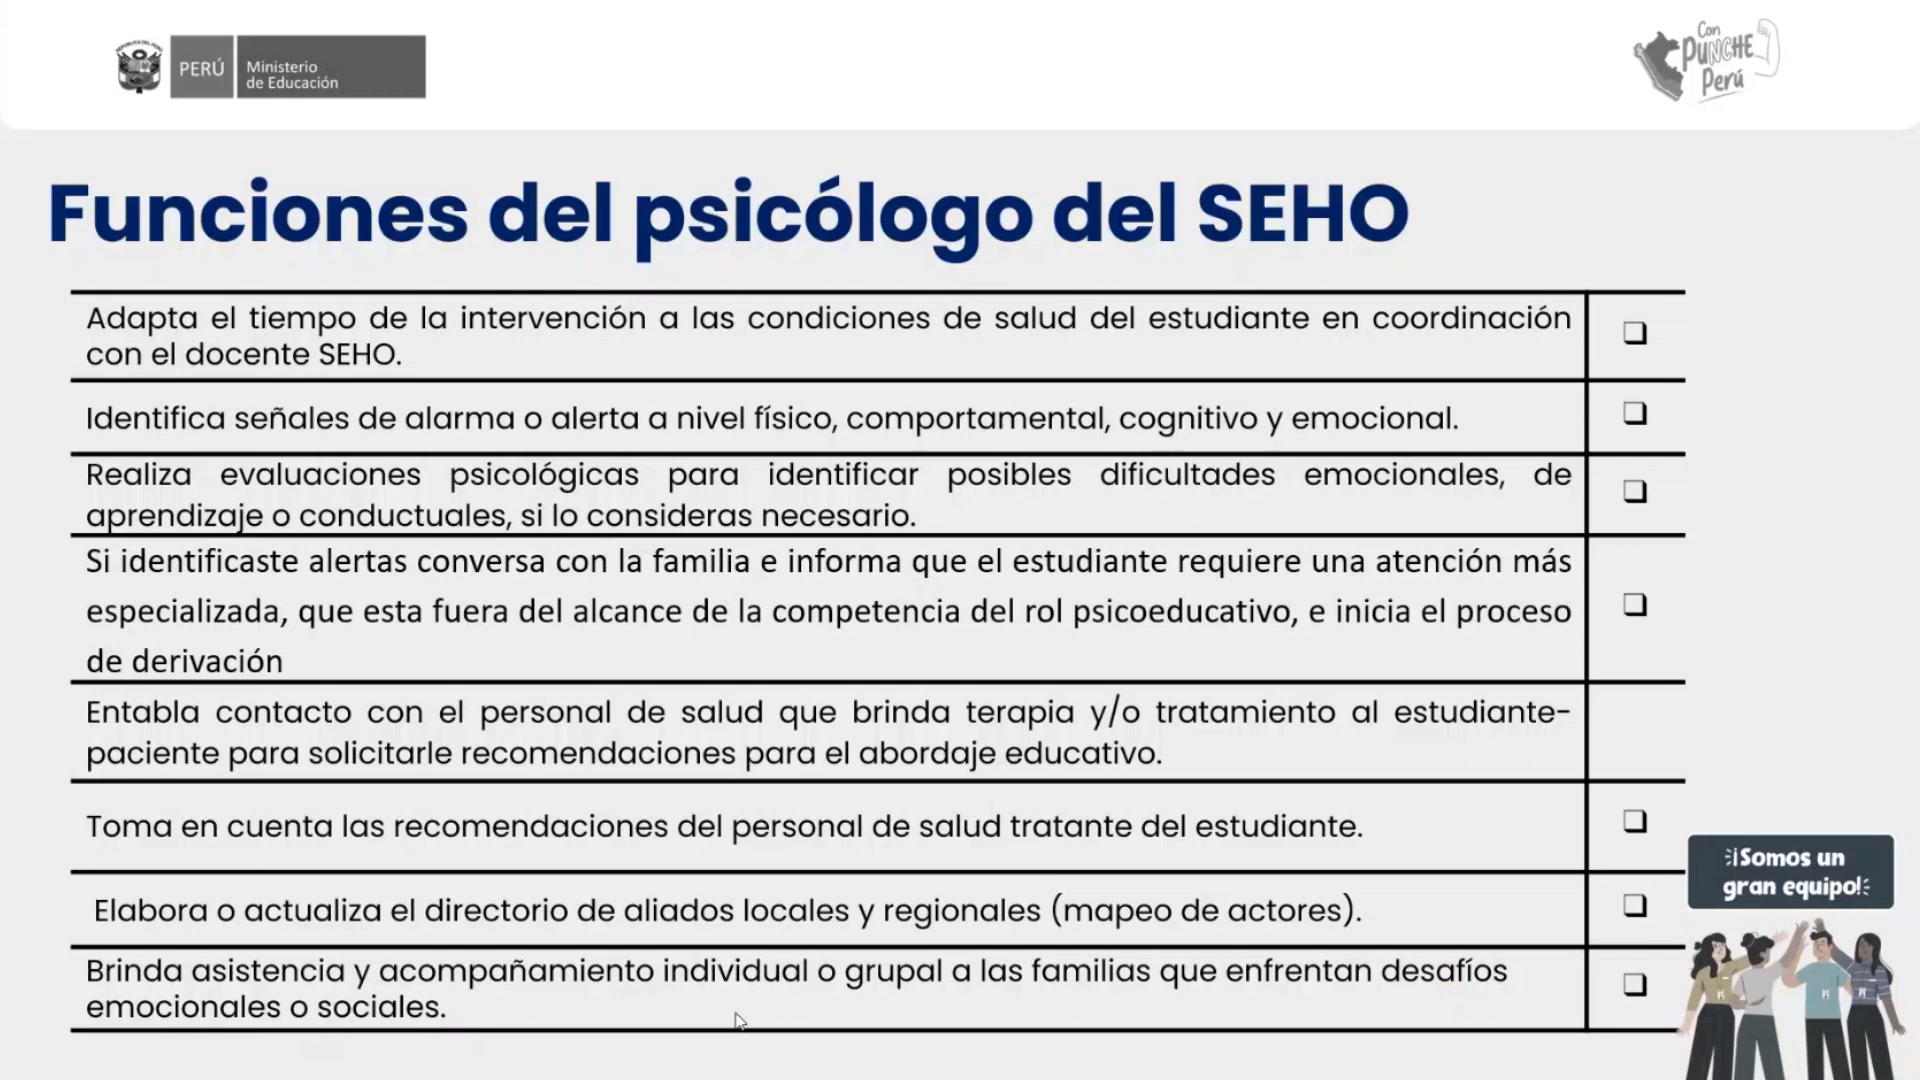 PERÚ
Ministerio
de Educación
Con
PUNCHE
Perú
Funciones del psicólogo del SEHO
Adapta el tiempo de la intervención a las condiciones de salud del estudiante en coordinación
con el docente SEHO.
❑
Identifica señales de alarma o alerta a nivel físico, comportamental, cognitivo y emocional.
❑
Realiza evaluaciones psicológicas para identificar posibles dificultades emocionales, de
aprendizaje o conductuales, si lo consideras necesario.
❑
Si identificaste alertas conversa con la familia e informa que el estudiante requiere una atención más
especializada, que esta fuera del alcance de la competencia del rol psicoeducativo, e inicia el proceso
de derivación
❑
Entabla contacto con el personal de salud que brinda terapia y/o tratamiento al estudiante-
paciente para solicitarle recomendaciones para el abordaje educativo.
Toma en cuenta las recomendaciones del personal de salud tratante del estudiante.
❑
Elabora o actualiza el directorio de aliados locales y regionales (mapeo de actores).
❑
Brinda asistencia y acompañamiento individual o grupal a las familias que enfrentan desafíos
emocionales o sociales.
❑
¡Somos un
gran equipo!